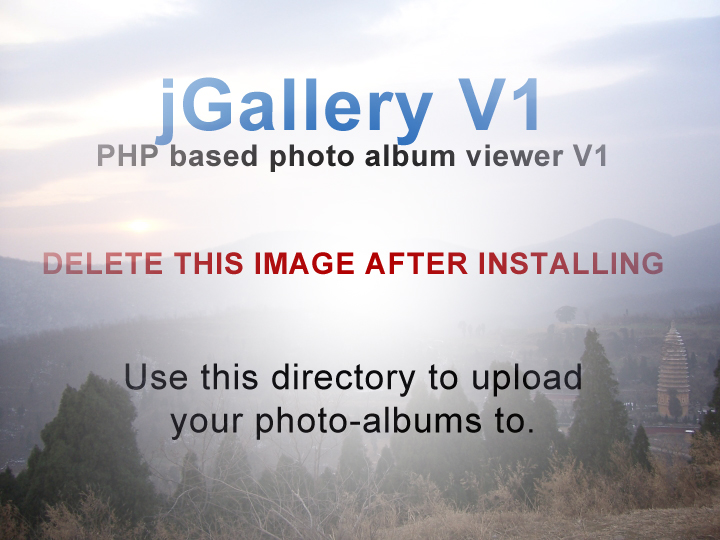 jGallery V1
PHP based photo album viewer V1
DELETE THIS IMAGE AFTER INSTALLING
Use this directory to upload
your photo-albums to.